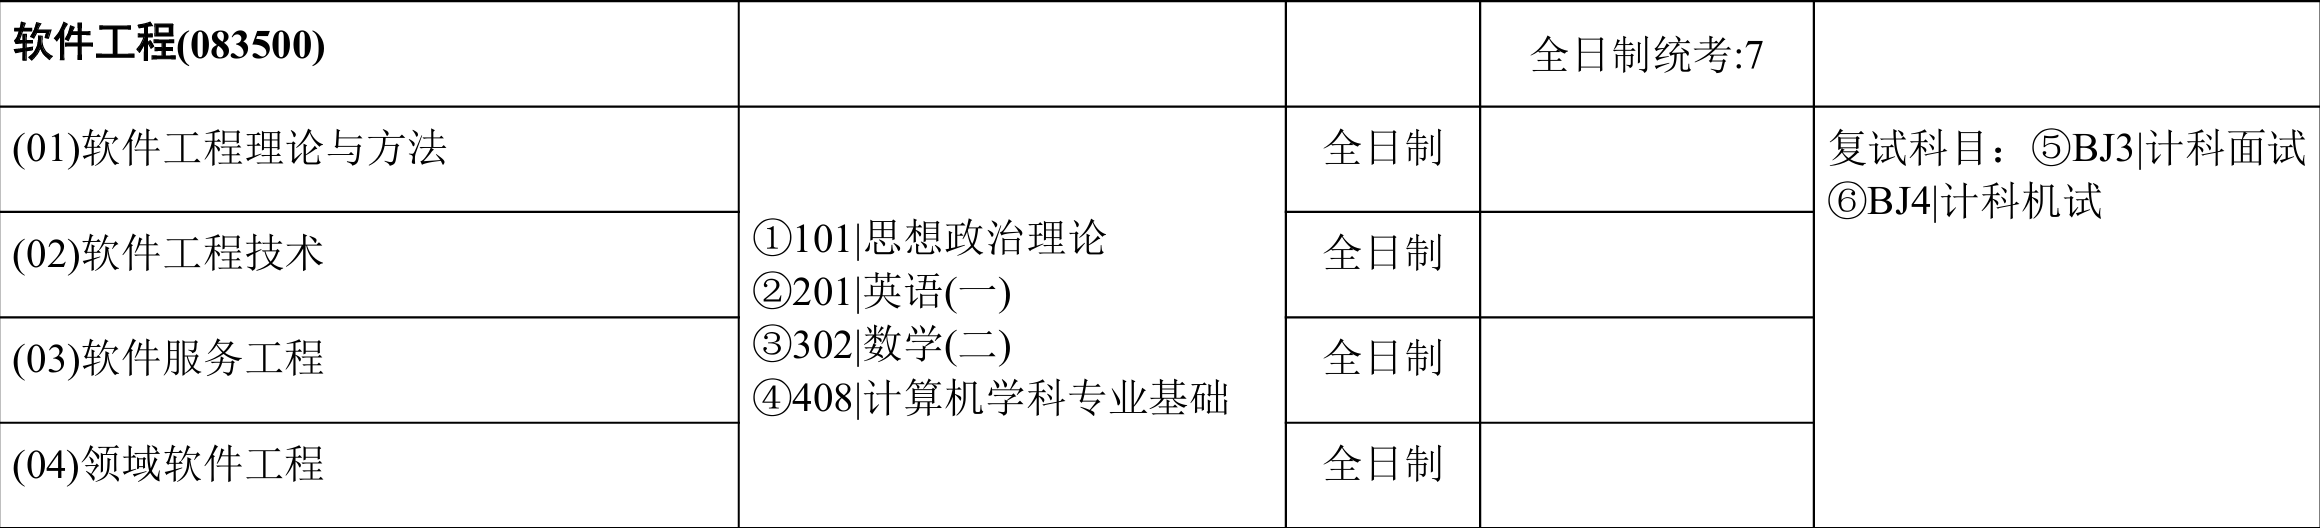 软件工程(083500)
全日制统考:7
(01)软件工程理论与方法
①101|思想政治理论
②201|英语(一)
③302|数学(二)
④408|计算机学科专业基础
全日制
复试科目：⑤BJ3|计科面试
⑥BJ4|计科机试
(02)软件工程技术
全日制
(03)软件服务工程
全日制
(04)领域软件工程
全日制